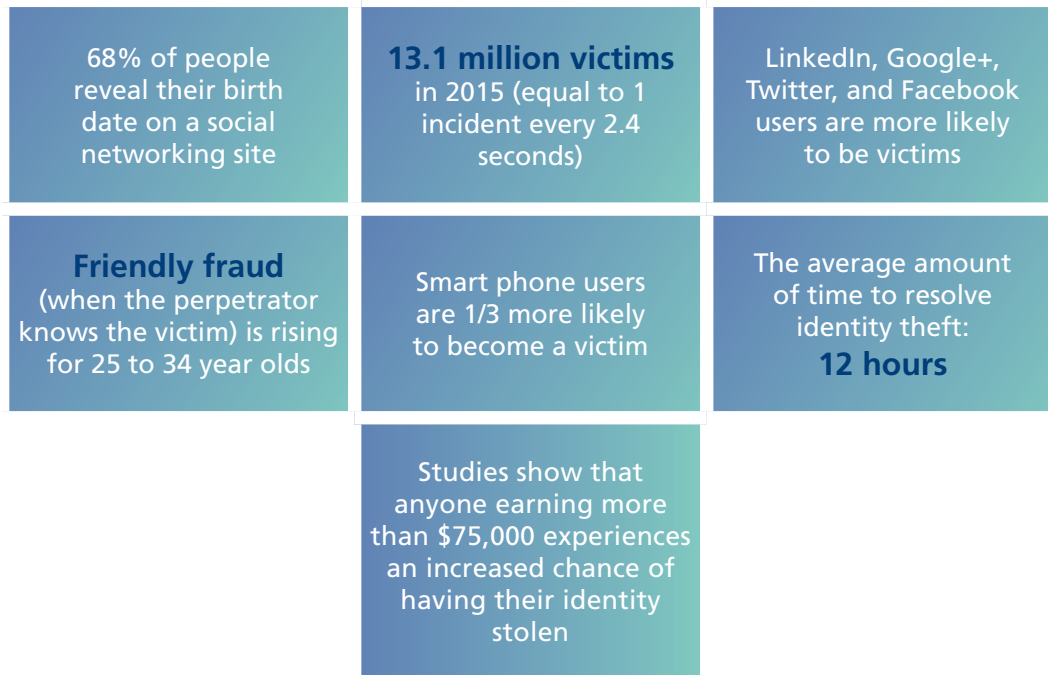 68% of people
reveal their birth
date on a social
networking site
13.1 million victims
in 2015 (equal to 1
incident every 2.4
seconds)
LinkedIn, Google+,
Twitter, and Facebook
users are more likely
to be victims
Friendly fraud
(when the perpetrator
knows the victim) is rising
for 25 to 34 year olds
Smart phone users
are 1/3 more likely
to become a victim
The average amount
of time to resolve
identity theft:
12 hours
Studies show that
anyone earning more
than $75,000 experiences
an increased chance of
having their identity
stolen